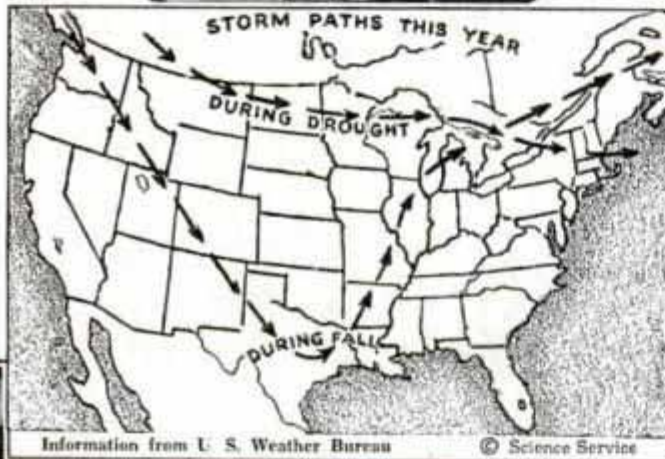 STORM PATHS THIS YEAR
DURING DROUGHT
DURING FALL
Information from U. S. Weather Bureau
© Science Service